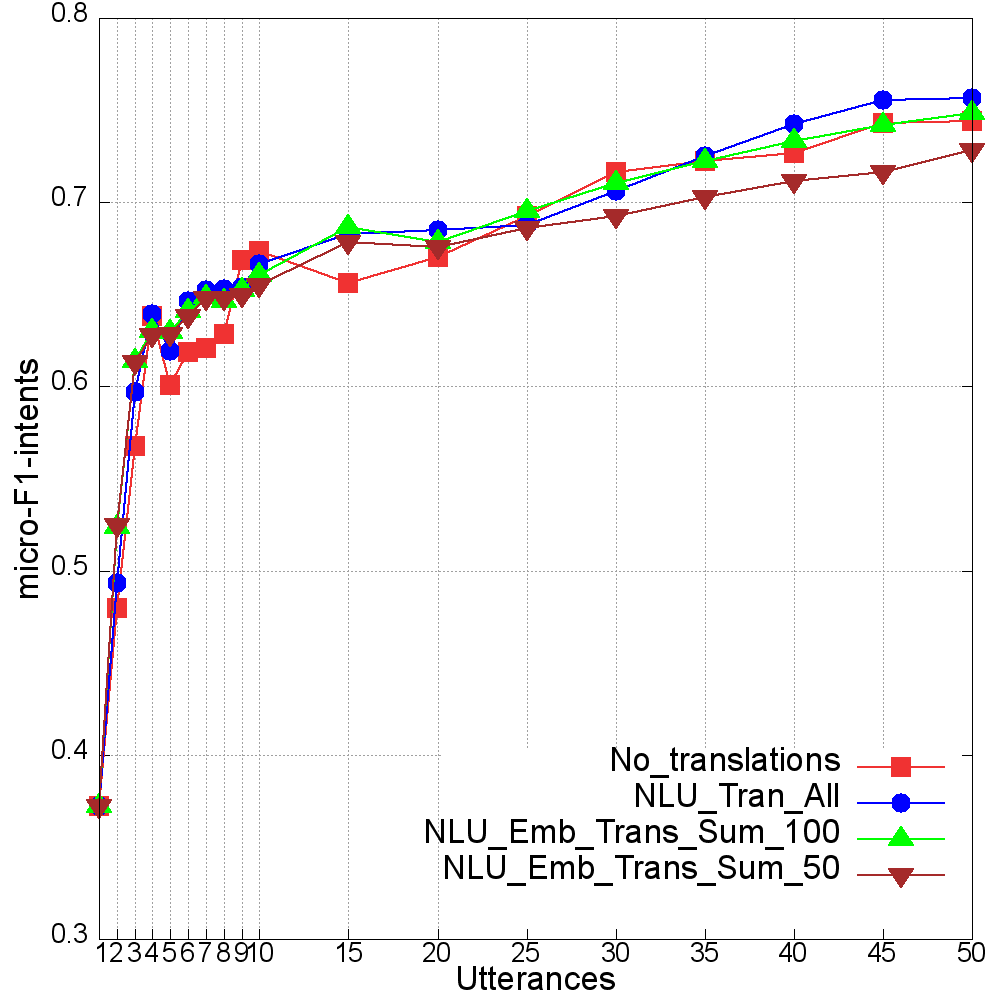 0.8
0.7
0.6
0.5
0.4
0.3
micro-F1-intents
No_translations
NLU_Tran_All
NLU_Emb_Trans_Sum_100
NLU_Emb_Trans_Sum_50
1 2 3 4 5 6 7 8 9 10 15 20 25 30 35 40 45 50
Utterances